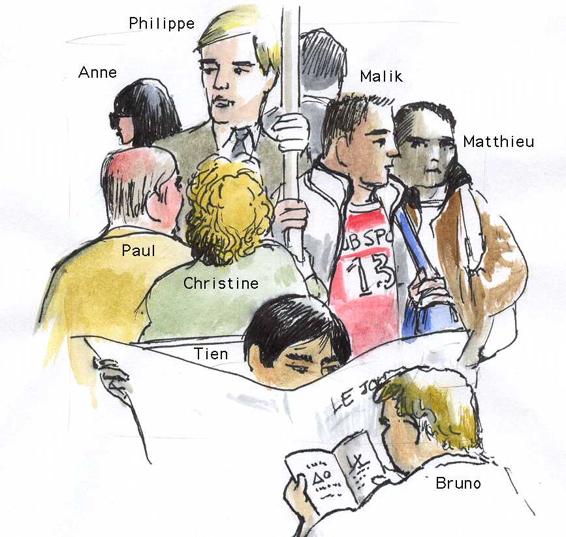 Philippe
Anne
Malik
Matthieu
Paul
Christine
Tien
Bruno
13
LE JO